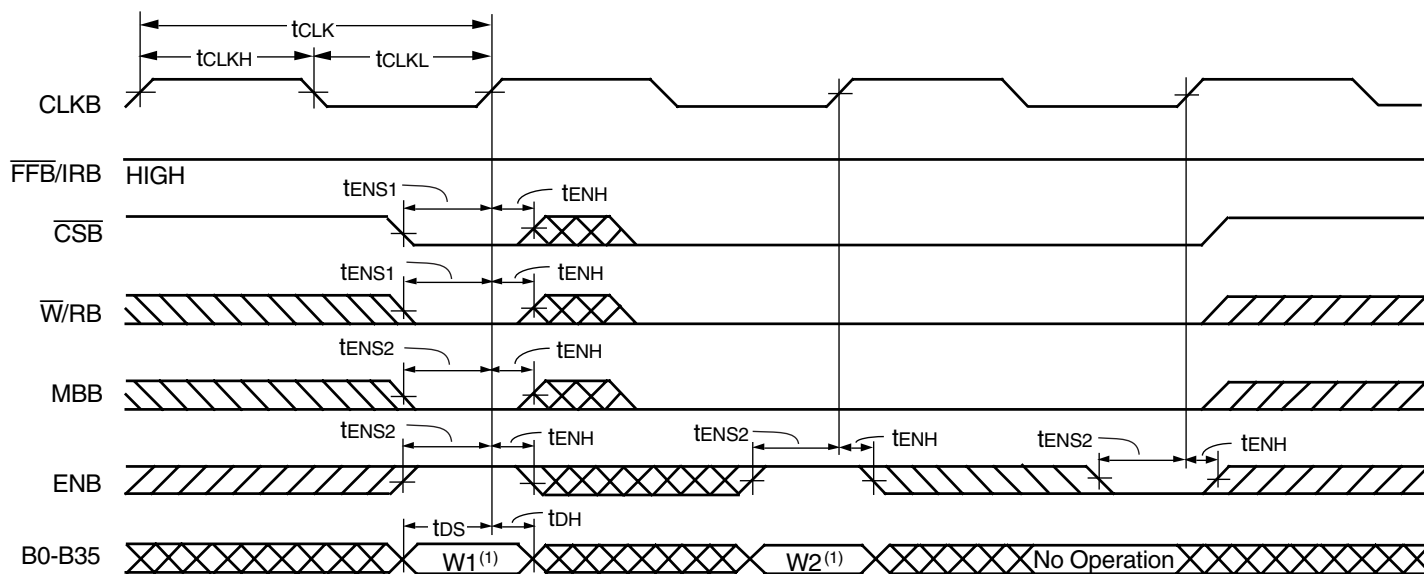 tCLK
tCLKH
tCLKL
CLKB
FFB/IRB
HIGH
tENS1
tENH
CSB
tENS1
tENH
W/RB
tENS2
tENH
MBB
tENS2
tENH
tENS2
tENH
tENS2
tENH
ENB
tDS
tDH
B0-B35
W1(1)
W2(1)
No Operation